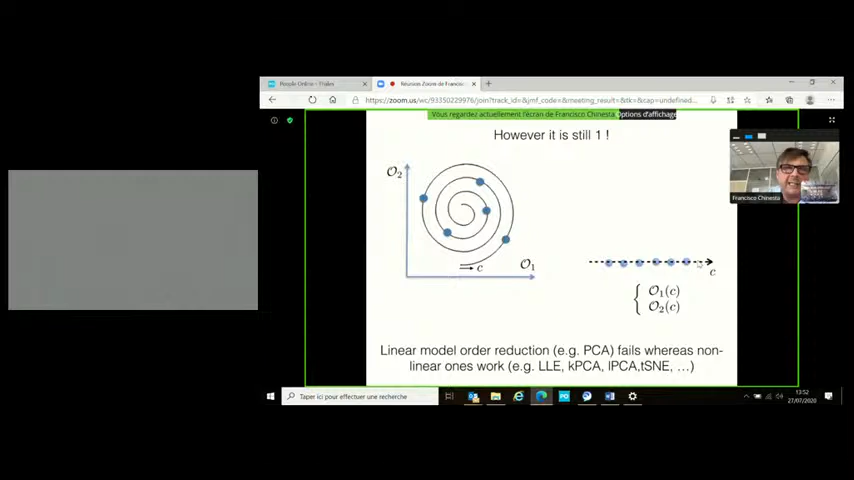 People Online - Filiales
Réunion Zoom de Francis
https://zoom.us/wc/93350229976/join?track_id=&jmf_code=&meeting_result=&tk=&cap=undefined...
Vous regardez actuellement l'écran de Francisco Chinesta
Options d'affichage
However it is still 1 !
Francisco Chinesta
O₂
O₁
c
c
O₁(c)
O₂(c)
Linear model order reduction (e.g. PCA) fails whereas non-
linear ones work (e.g. LLE, kPCA, lPCA,tSNE, ...)
Taper ici pour effectuer une recherche
PO
13:52
27/07/2020